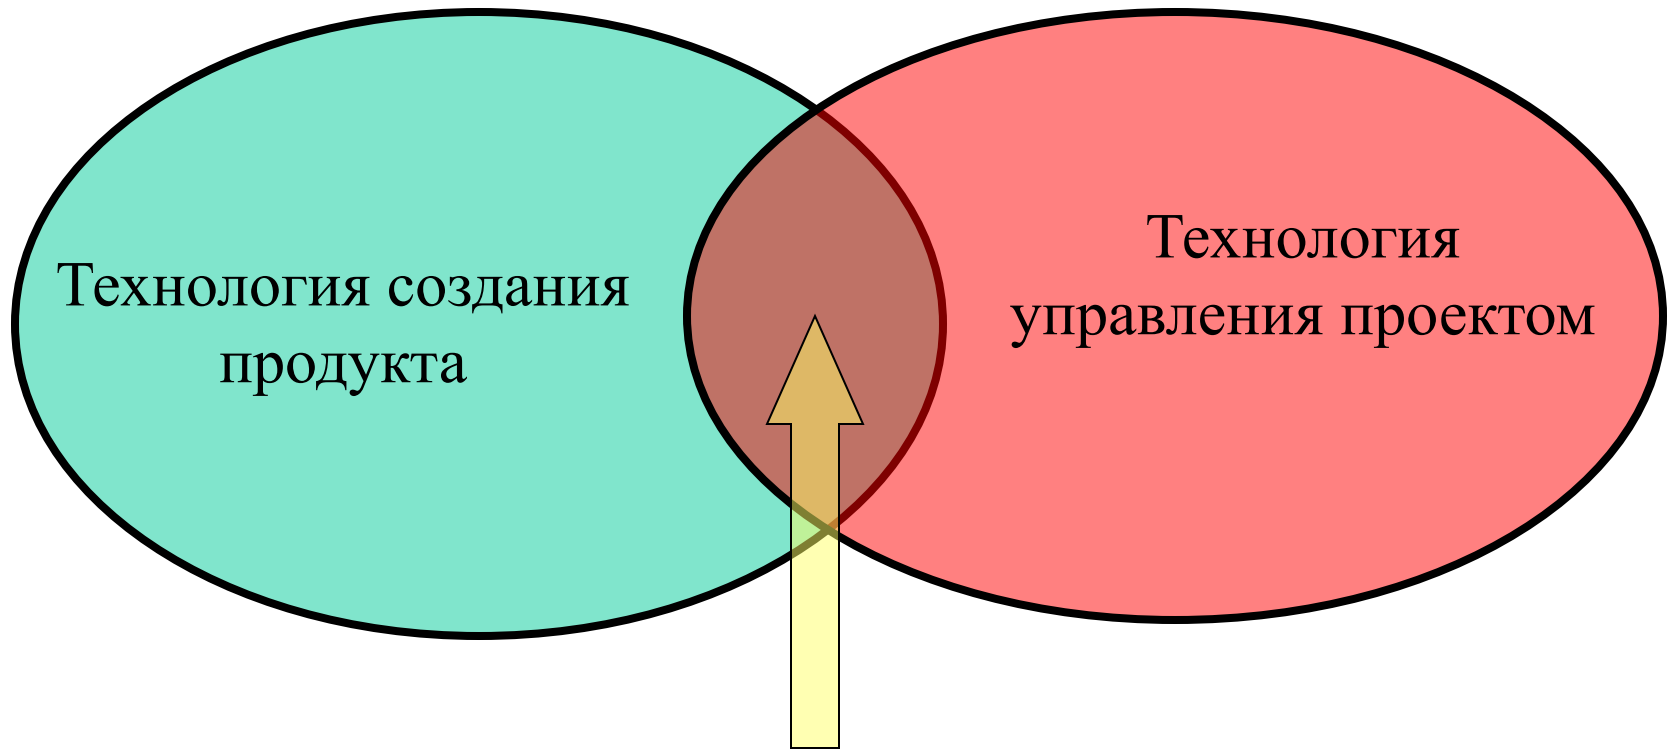 Технология создания
продукта
Технология
управления проектом